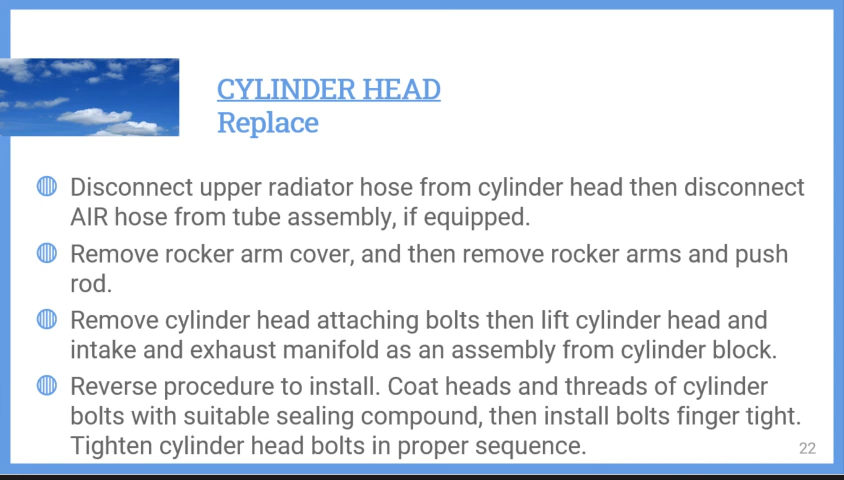 CYLINDER HEAD
Replace
Disconnect upper radiator hose from cylinder head then disconnect
AIR hose from tube assembly, if equipped.
Remove rocker arm cover, and then remove rocker arms and push
rod.
Remove cylinder head attaching bolts then lift cylinder head and
intake and exhaust manifold as an assembly from cylinder block.
Reverse procedure to install. Coat heads and threads of cylinder
bolts with suitable sealing compound, then install bolts finger tight.
Tighten cylinder head bolts in proper sequence.
22